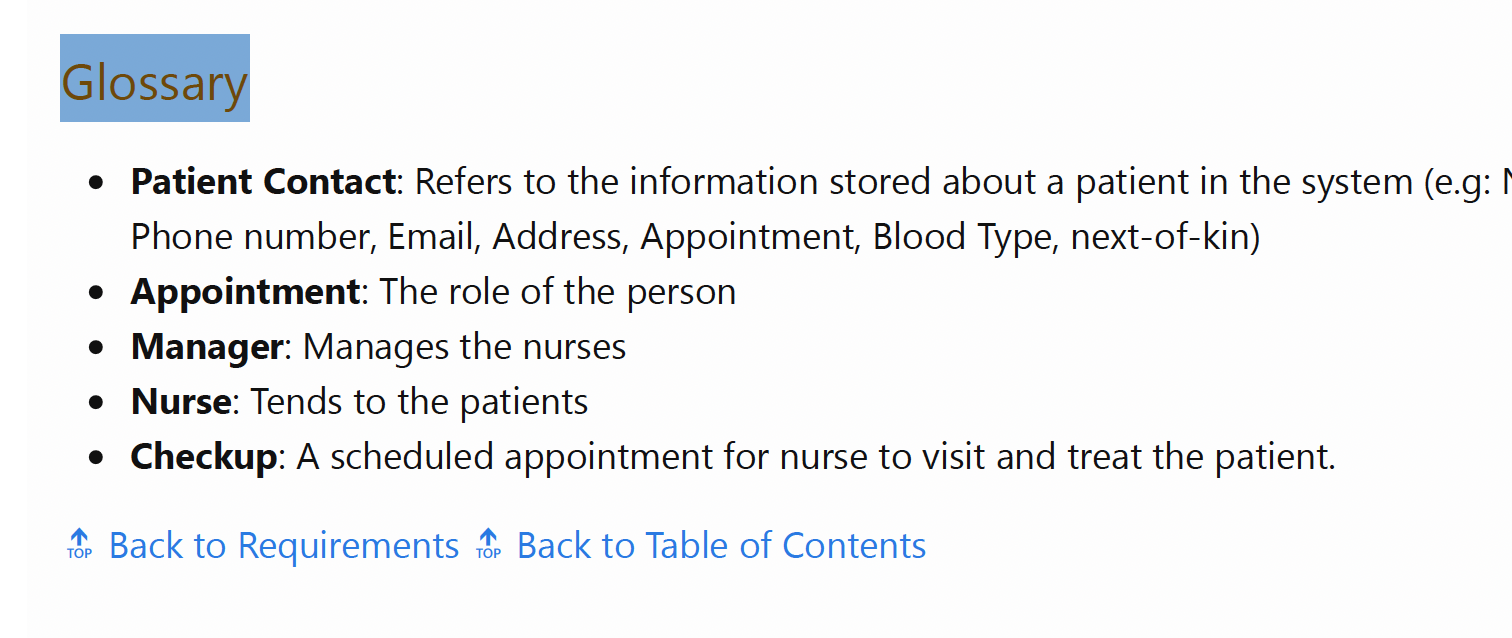 Glossary
Patient Contact: Refers to the information stored about a patient in the system (e.g:
Phone number, Email, Address, Appointment, Blood Type, next-of-kin)
Appointment: The role of the person
Manager: Manages the nurses
Nurse: Tends to the patients
Checkup: A scheduled appointment for nurse to visit and treat the patient.
TOP Back to Requirements TOP Back to Table of Contents